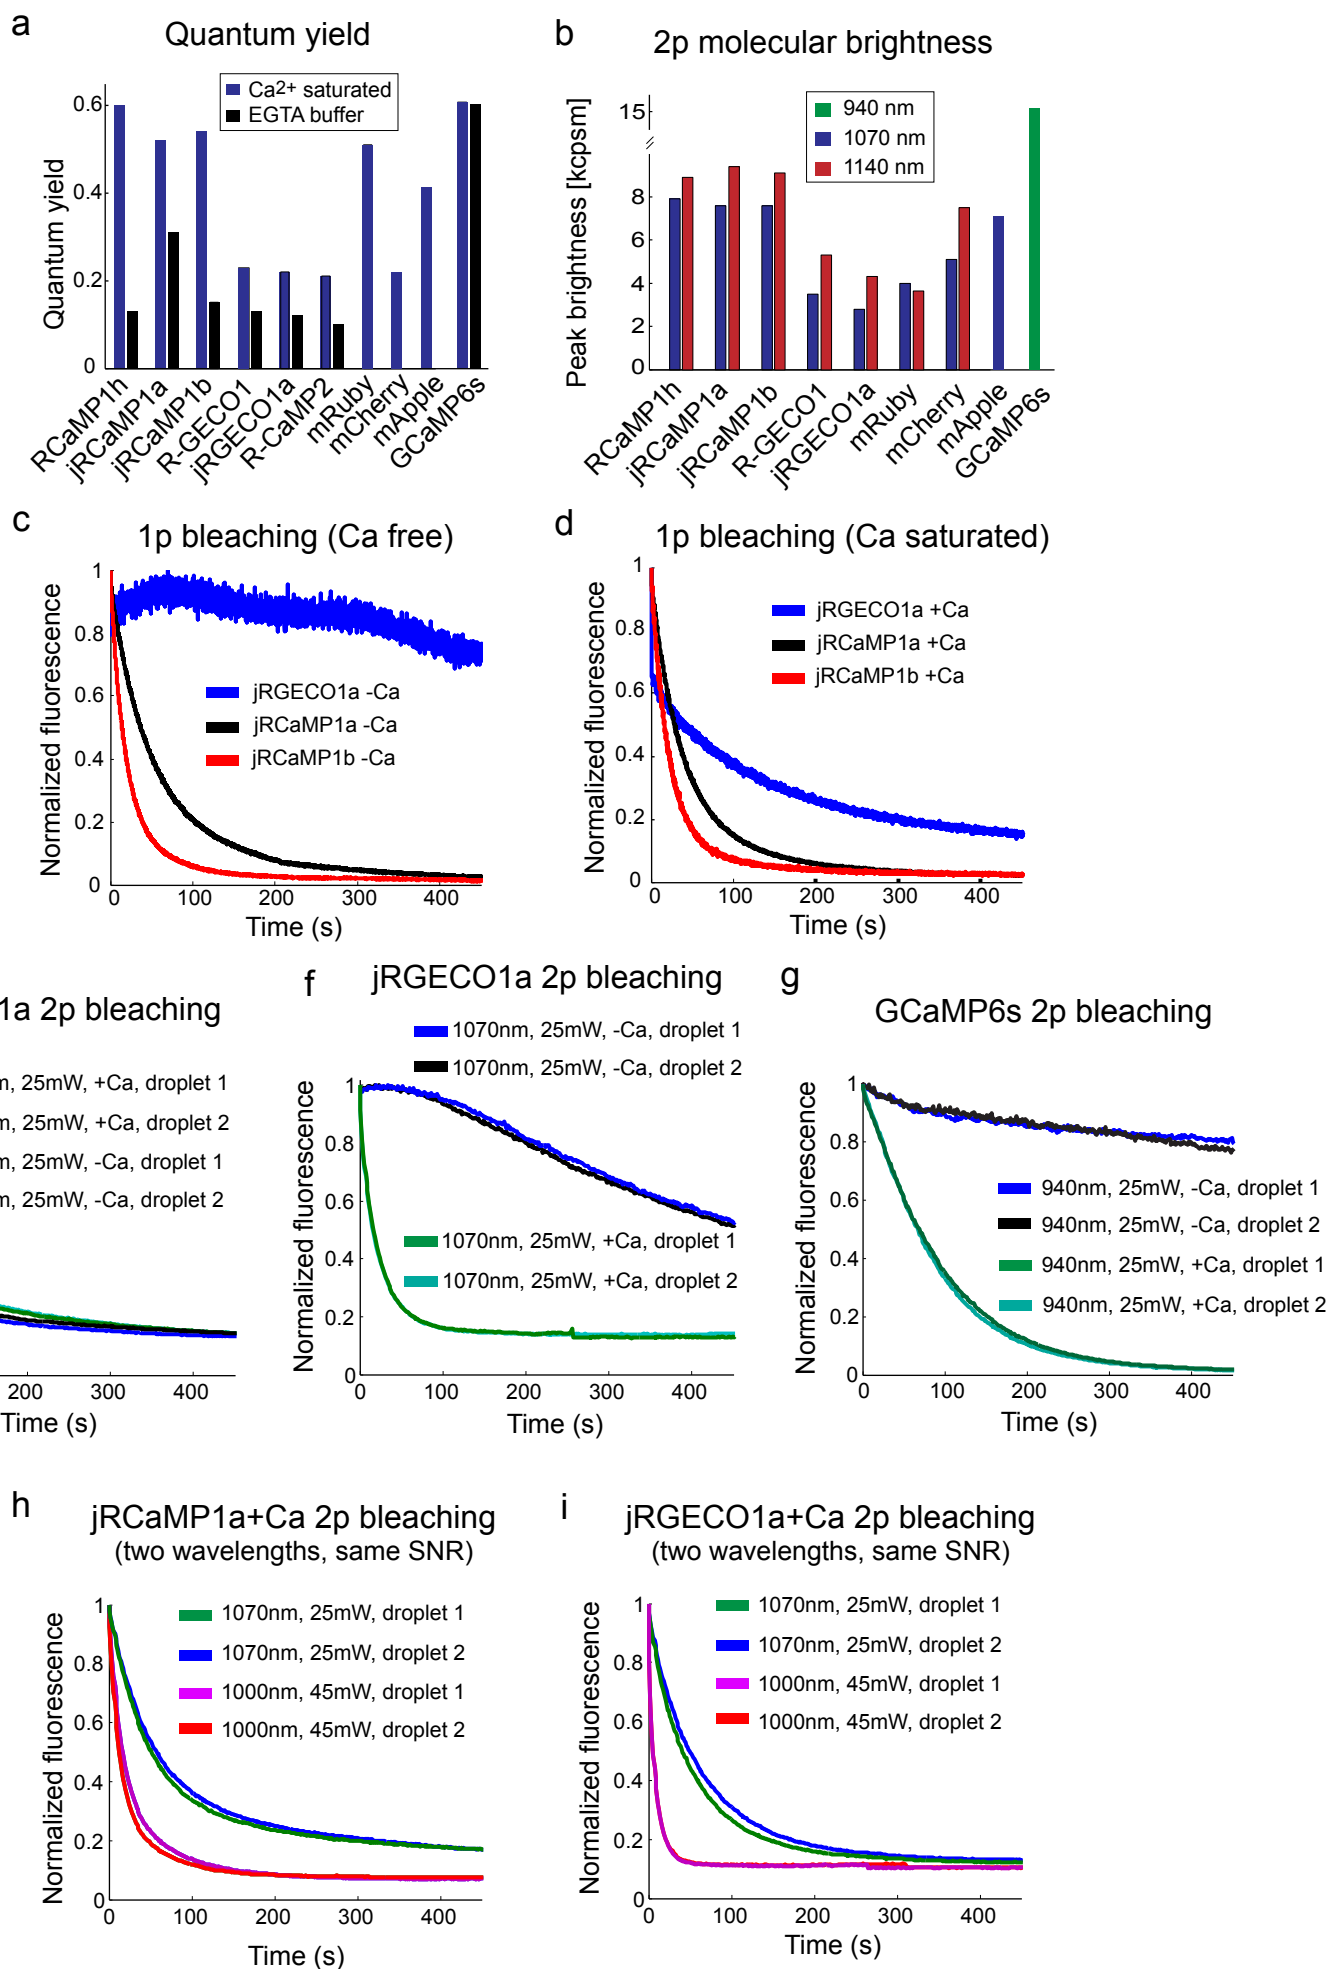 a
Quantum yield
Ca2+ saturated
EGTA buffer
Quantum yield
0.6
0.4
0.2
0
RCaMP1h
jRCaMP1a
jRCaMP1b
R-GECO1
jRGECO1a
R-CaMP2
mRuby
mCherry
mApple
GCaMP6s
b
2p molecular brightness
940 nm
1070 nm
1140 nm
Peak brightness [kcpsm]
15
8
6
4
2
0
RCaMP1h
jRCaMP1a
jRCaMP1b
R-GECO1
jRGECO1a
mRuby
mCherry
mApple
GCaMP6s
c
1p bleaching (Ca free)
Normalized fluorescence
1
0.8
0.6
0.4
0.2
0
jRGECO1a -Ca
jRCaMP1a -Ca
jRCaMP1b -Ca
0 100 200 300 400
Time (s)
d
1p bleaching (Ca saturated)
Normalized fluorescence
1
0.8
0.6
0.4
0.2
0
jRGECO1a +Ca
jRCaMP1a +Ca
jRCaMP1b +Ca
0 100 200 300 400
Time (s)
1a 2p bleaching
m, 25mW, +Ca, droplet 1
m, 25mW, +Ca, droplet 2
m, 25mW, -Ca, droplet 1
m, 25mW, -Ca, droplet 2
200 300 400
Time (s)
f
jRGECO1a 2p bleaching
1070nm, 25mW, -Ca, droplet 1
1070nm, 25mW, -Ca, droplet 2
Normalized fluorescence
1
0.8
0.6
0.4
0.2
0
1070nm, 25mW, +Ca, droplet 1
1070nm, 25mW, +Ca, droplet 2
0 100 200 300 400
Time (s)
g
GCaMP6s 2p bleaching
Normalized fluorescence
1
0.8
0.6
0.4
0.2
0
940nm, 25mW, -Ca, droplet 1
940nm, 25mW, -Ca, droplet 2
940nm, 25mW, +Ca, droplet 1
940nm, 25mW, +Ca, droplet 2
0 100 200 300 400
Time (s)
h
jRCaMP1a+Ca 2p bleaching
(two wavelengths, same SNR)
Normalized fluorescence
1
0.8
0.6
0.4
0.2
0
1070nm, 25mW, droplet 1
1070nm, 25mW, droplet 2
1000nm, 45mW, droplet 1
1000nm, 45mW, droplet 2
0 100 200 300 400
Time (s)
i
jRGECO1a+Ca 2p bleaching
(two wavelengths, same SNR)
Normalized fluorescence
1
0.8
0.6
0.4
0.2
0
1070nm, 25mW, droplet 1
1070nm, 25mW, droplet 2
1000nm, 45mW, droplet 1
1000nm, 45mW, droplet 2
0 100 200 300 400
Time (s)